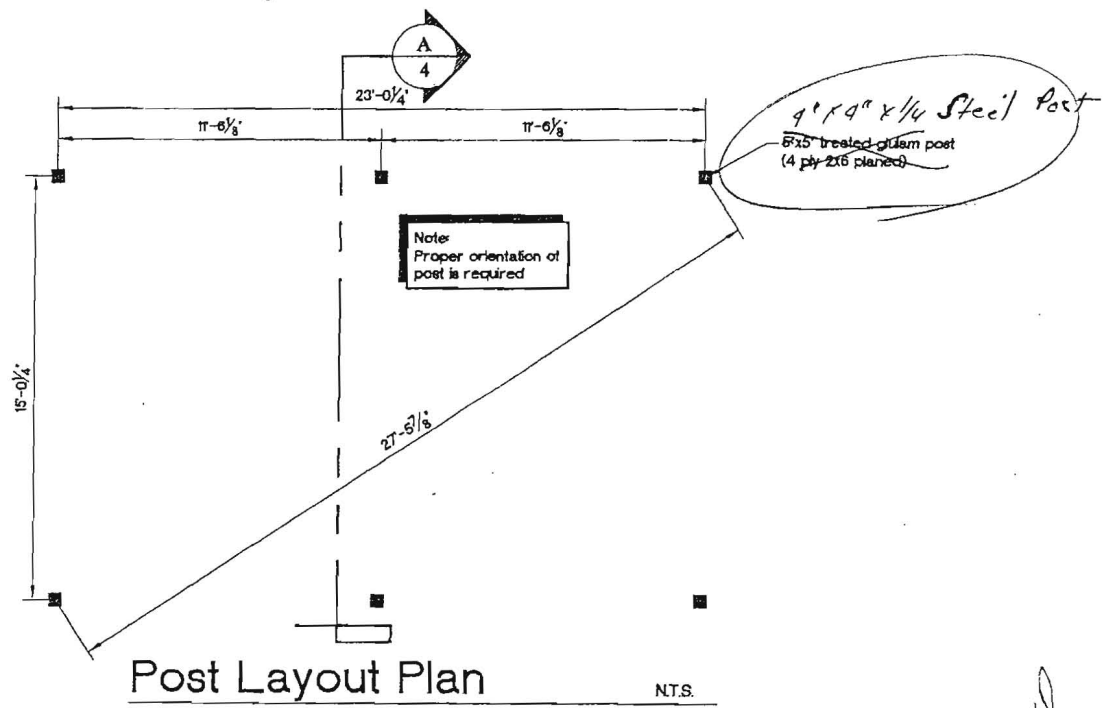 A
4
23'-0¼"
11'-6⅛"
11'-6⅛"
4" x 4" x 1/4 Steel Post
5"x5" treated glulam post
(4 ply 2x6 planed)
Note:
Proper orientation of
post is required
15'-0¼"
27'-5⅞"
Post Layout Plan
N.T.S.